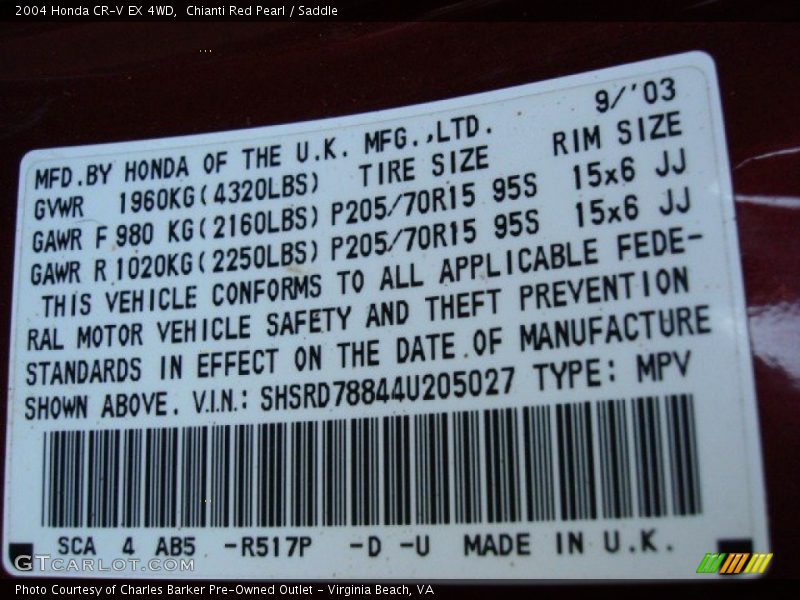 2004 Honda CR-V EX 4WD,  Chianti Red Pearl / Saddle
9/'03
MFD.BY HONDA OF THE U.K. MFG.,LTD.
GVWR 1960KG(4320LBS) TIRE SIZE RIM SIZE
GAWR F 980 KG(2160LBS) P205/70R15 95S 15x6 JJ
GAWR R 1020KG(2250LBS) P205/70R15 95S 15x6 JJ
THIS VEHICLE CONFORMS TO ALL APPLICABLE FEDE-
RAL MOTOR VEHICLE SAFETY AND THEFT PREVENTION
STANDARDS IN EFFECT ON THE DATE OF MANUFACTURE
SHOWN ABOVE. V.I.N.: SHSRD78844U205027 TYPE: MPV
SCA 4 AB5 -R517P -D -U MADE IN U.K.
GTCARLOT.COM
Photo Courtesy of Charles Barker Pre-Owned Outlet - Virginia Beach, VA